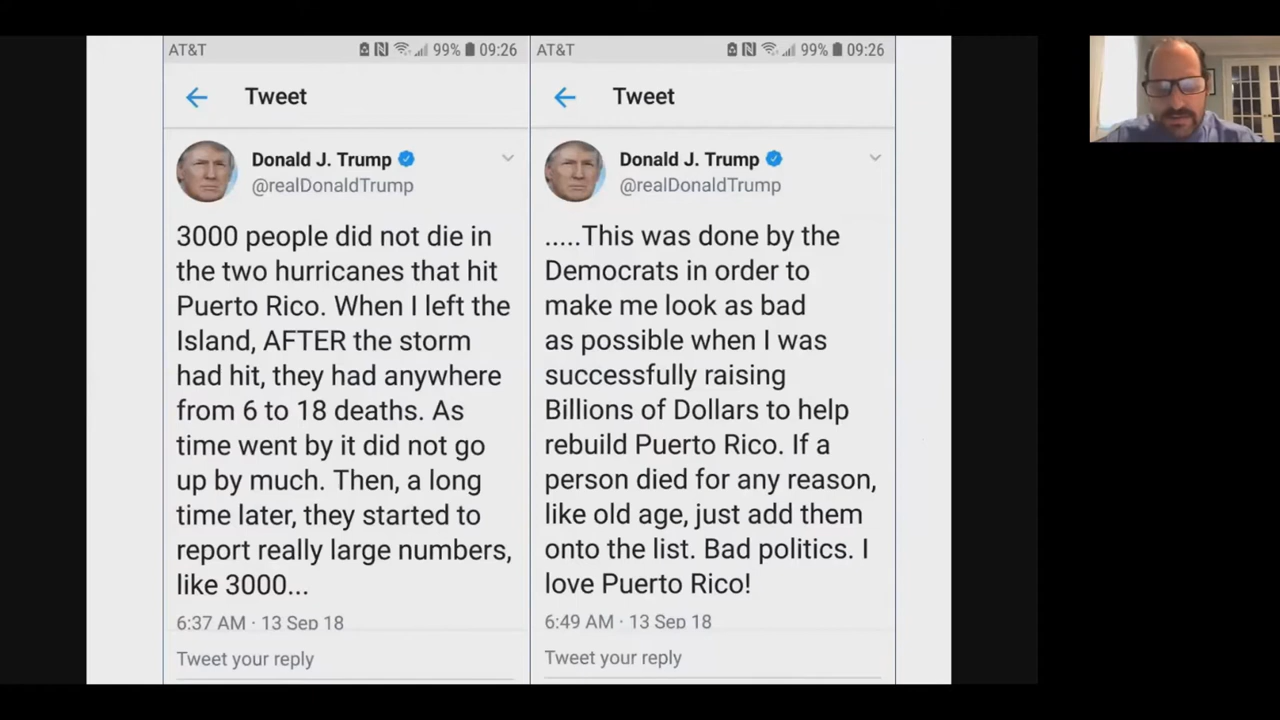 AT&T 99% 09:26
Tweet
Donald J. Trump
@realDonaldTrump
3000 people did not die in
the two hurricanes that hit
Puerto Rico. When I left the
Island, AFTER the storm
had hit, they had anywhere
from 6 to 18 deaths. As
time went by it did not go
up by much. Then, a long
time later, they started to
report really large numbers,
like 3000...
6:37 AM · 13 Sep 18
Tweet your reply
AT&T 99% 09:26
Tweet
Donald J. Trump
@realDonaldTrump
.....This was done by the
Democrats in order to
make me look as bad
as possible when I was
successfully raising
Billions of Dollars to help
rebuild Puerto Rico. If a
person died for any reason,
like old age, just add them
onto the list. Bad politics. I
love Puerto Rico!
6:49 AM · 13 Sep 18
Tweet your reply